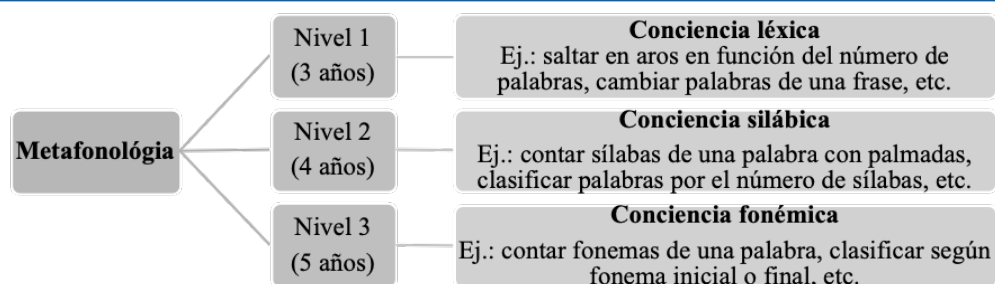 Metafonológia
Nivel 1
(3 años)
Conciencia léxica
Ej.: saltar en aros en función del número de
palabras, cambiar palabras de una frase, etc.
Nivel 2
(4 años)
Conciencia silábica
Ej.: contar sílabas de una palabra con palmadas,
clasificar palabras por el número de sílabas, etc.
Nivel 3
(5 años)
Conciencia fonémica
Ej.: contar fonemas de una palabra, clasificar según
fonema inicial o final, etc.